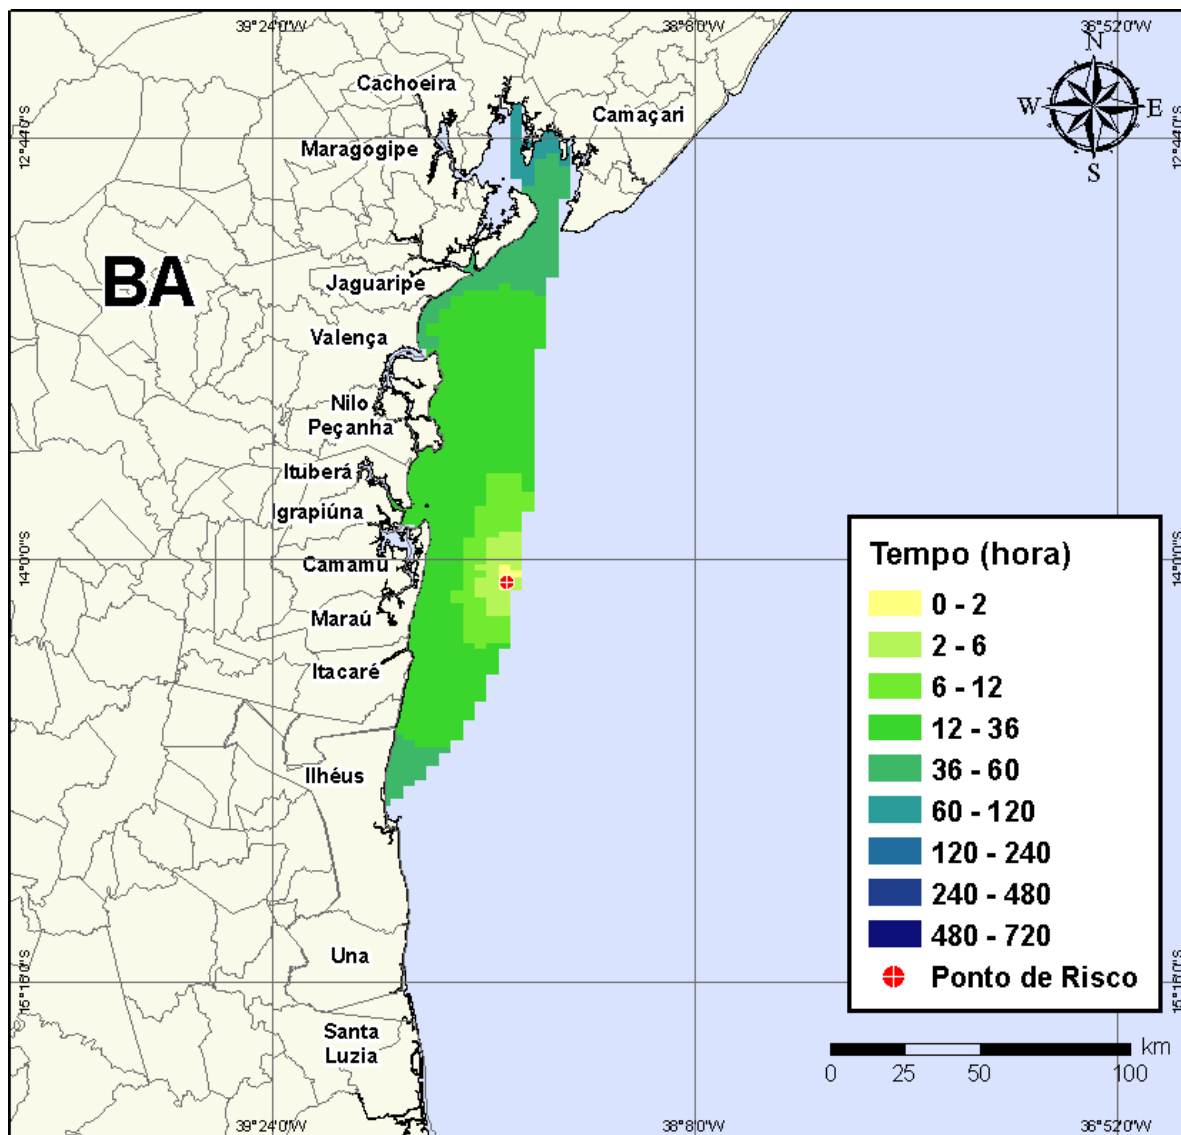 39°24'0"W
38°8'0"W
36°52'0"W
N
W
E
S
12°44'0"S
12°44'0"S
Cachoeira
Camaçari
Maragogipe
BA
Jaguaripe
Valença
Nilo
Peçanha
Ituberá
Igrapiúna
14°0'0"S
14°0'0"S
Camamú
Maraú
Itacaré
Ilhéus
Una
Santa
Luzia
Tempo (hora)
0 - 2
2 - 6
6 - 12
12 - 36
36 - 60
60 - 120
120 - 240
240 - 480
480 - 720
Ponto de Risco
15°16'0"S
15°16'0"S
km
0 25 50 100
39°24'0"W
38°8'0"W
36°52'0"W